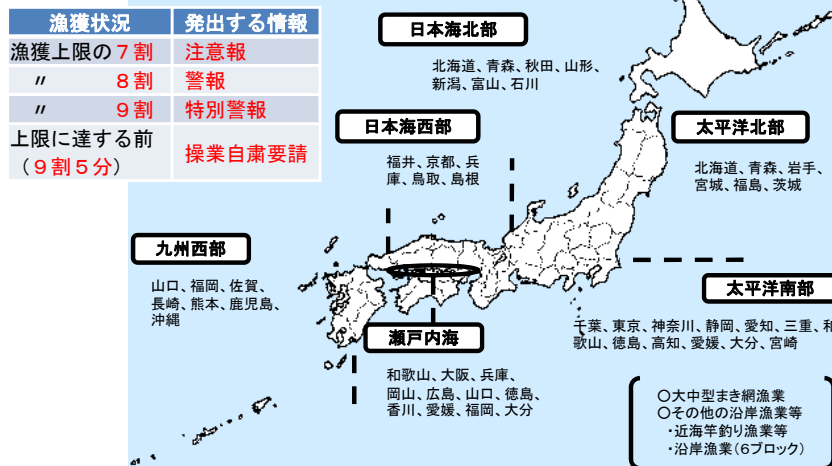 漁獲状況 発出する情報
漁獲上限の７割 注意報
〃 ８割 警報
〃 ９割 特別警報
上限に達する前
（９割５分） 操業自粛要請
日本海北部
北海道、青森、秋田、山形、
新潟、富山、石川
日本海西部
福井、京都、兵
庫、鳥取、島根
太平洋北部
北海道、青森、岩手、
宮城、福島、茨城
九州西部
山口、福岡、佐賀、
長崎、熊本、鹿児島、
沖縄
太平洋南部
千葉、東京、神奈川、静岡、愛知、三重、和
歌山、徳島、高知、愛媛、大分、宮崎
瀬戸内海
和歌山、大阪、兵庫、
岡山、広島、山口、徳島、
香川、愛媛、福岡、大分
○大中型まき網漁業
○その他の沿岸漁業等
・近海竿釣り漁業等
・沿岸漁業（6ブロック）